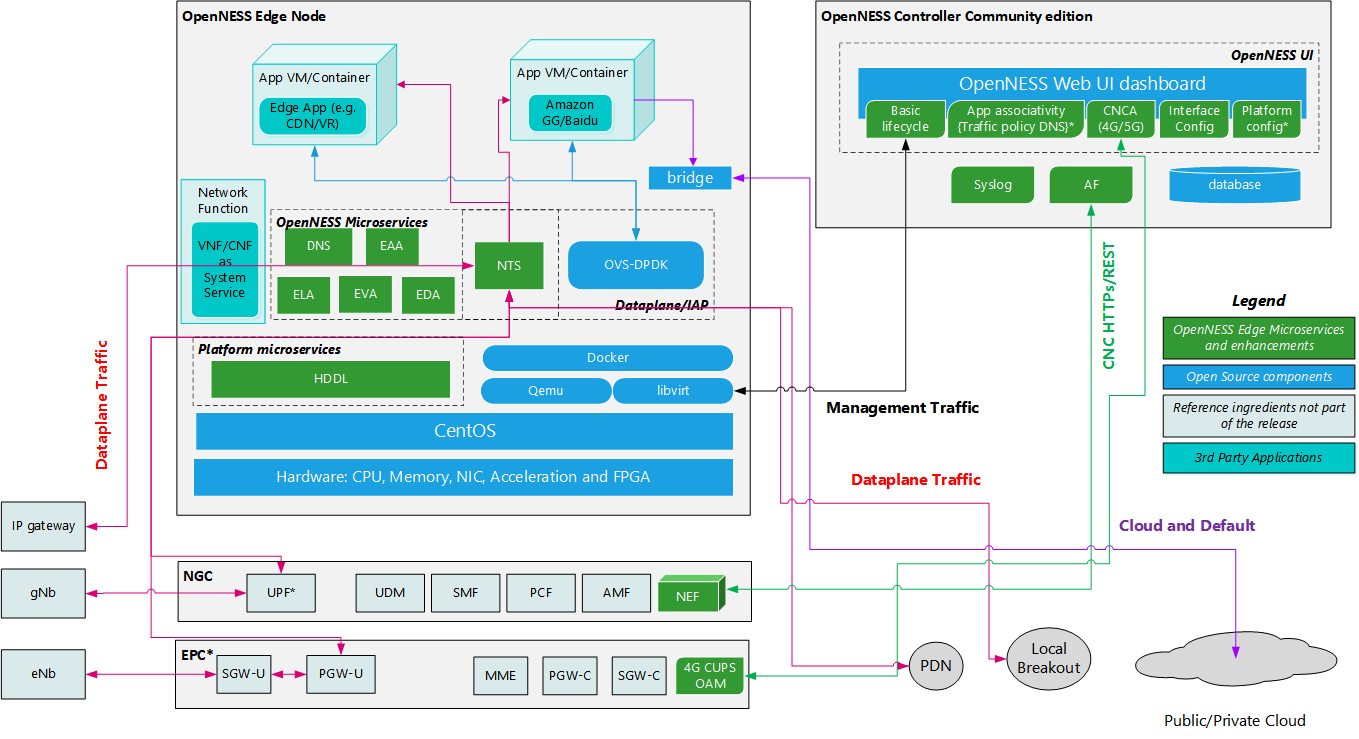 OpenNESS Edge Node
App VM/Container
Edge App (e.g.
CDN/VR)
App VM/Container
Amazon
GG/Baidu
bridge
Network
Function
VNF/CNF
as
System
Service
OpenNESS Microservices
DNS
EAA
ELA
EVA
EDA
NTS
OVS-DPDK
Dataplane/IAP
Platform microservices
HDDL
Docker
Qemu
libvirt
CentOS
Hardware: CPU, Memory, NIC, Acceleration and FPGA
OpenNESS Controller Community edition
OpenNESS UI
OpenNESS Web UI dashboard
Basic
lifecycle
App associativity
{Traffic policy DNS}*
CNCA
(4G/5G)
Interface
Config
Platform
config*
Syslog
AF
database
CNC HTTPs/REST
Legend
OpenNESS Edge Microservices
and enhancements
Open Source components
Reference ingredients not part
of the release
3rd Party Applications
Dataplane Traffic
Management Traffic
Dataplane Traffic
Cloud and Default
IP gateway
gNb
eNb
NGC
UPF*
UDM
SMF
PCF
AMF
NEF
EPC*
SGW-U
PGW-U
MME
PGW-C
SGW-C
4G CUPS
OAM
PDN
Local
Breakout
Public/Private Cloud